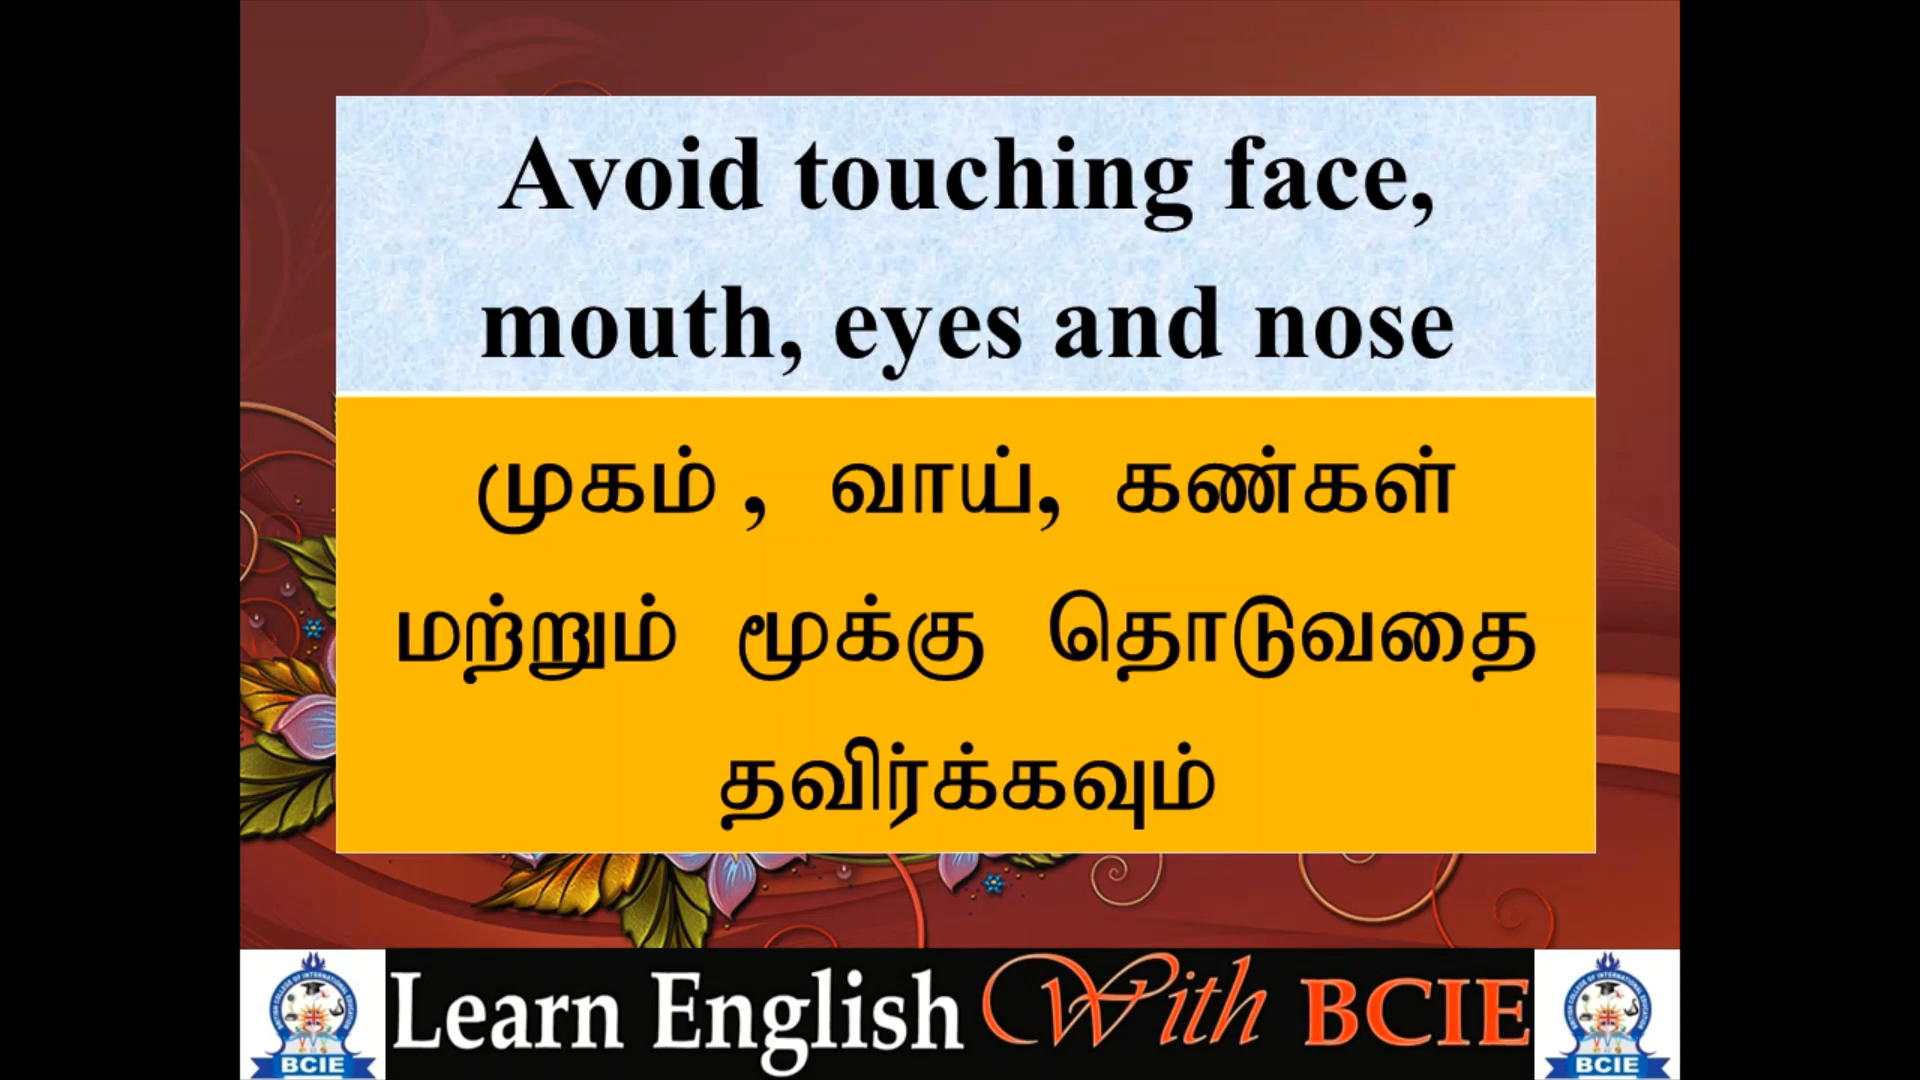 Avoid touching face,
mouth, eyes and nose
முகம் , வாய், கண்கள்
மற்றும் மூக்கு தொடுவதை
தவிர்க்கவும்
Learn English With BCIE
BCIE
BCIE